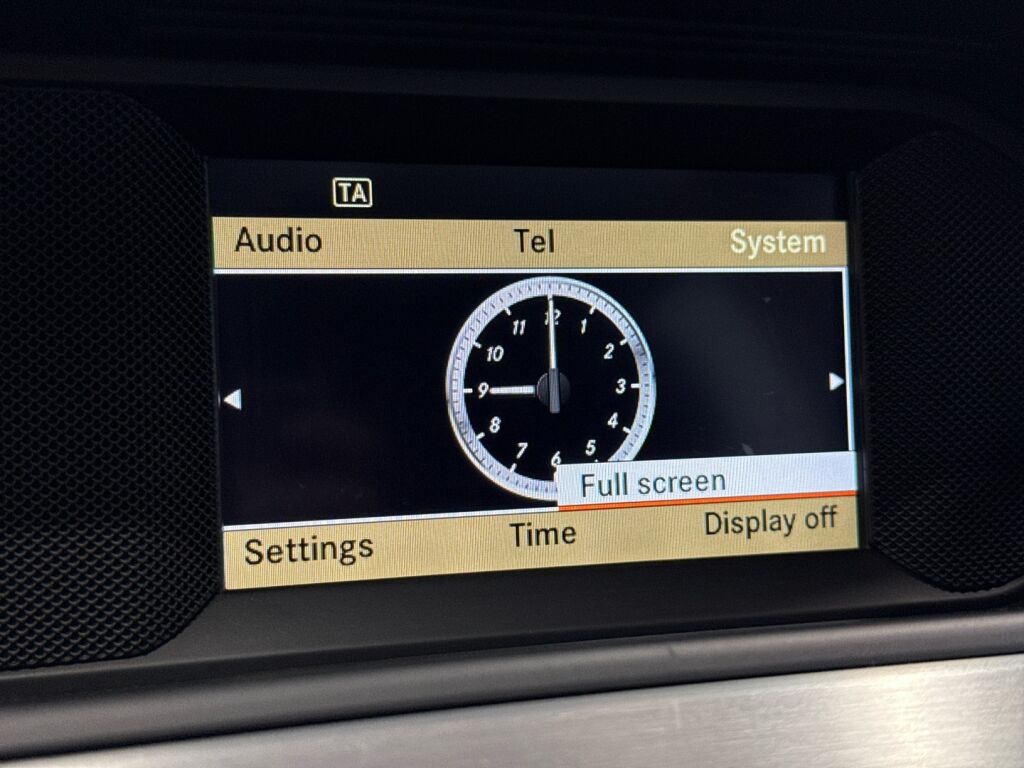 TA
Audio Tel System
11 12 1
10 2
9 3
8 4
7 6 5
Full screen
Settings Time Display off